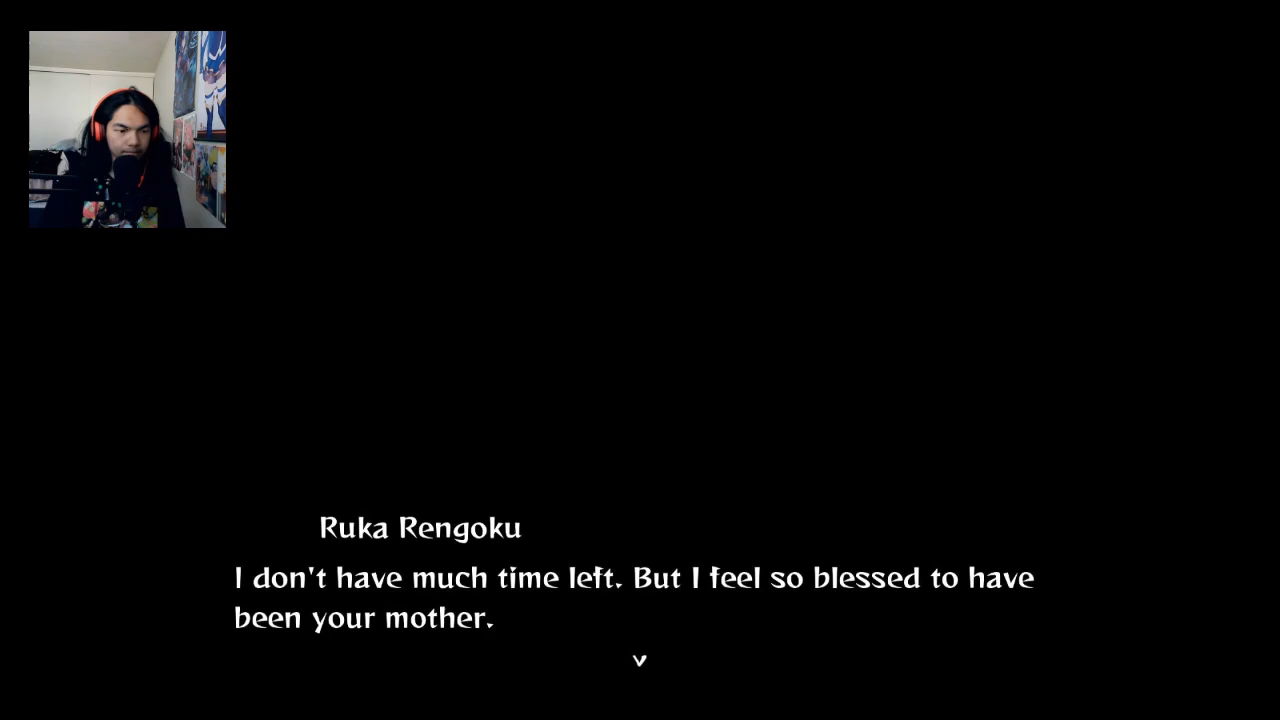 Ruka Rengoku
I don't have much time left. But I feel so blessed to have
been your mother.